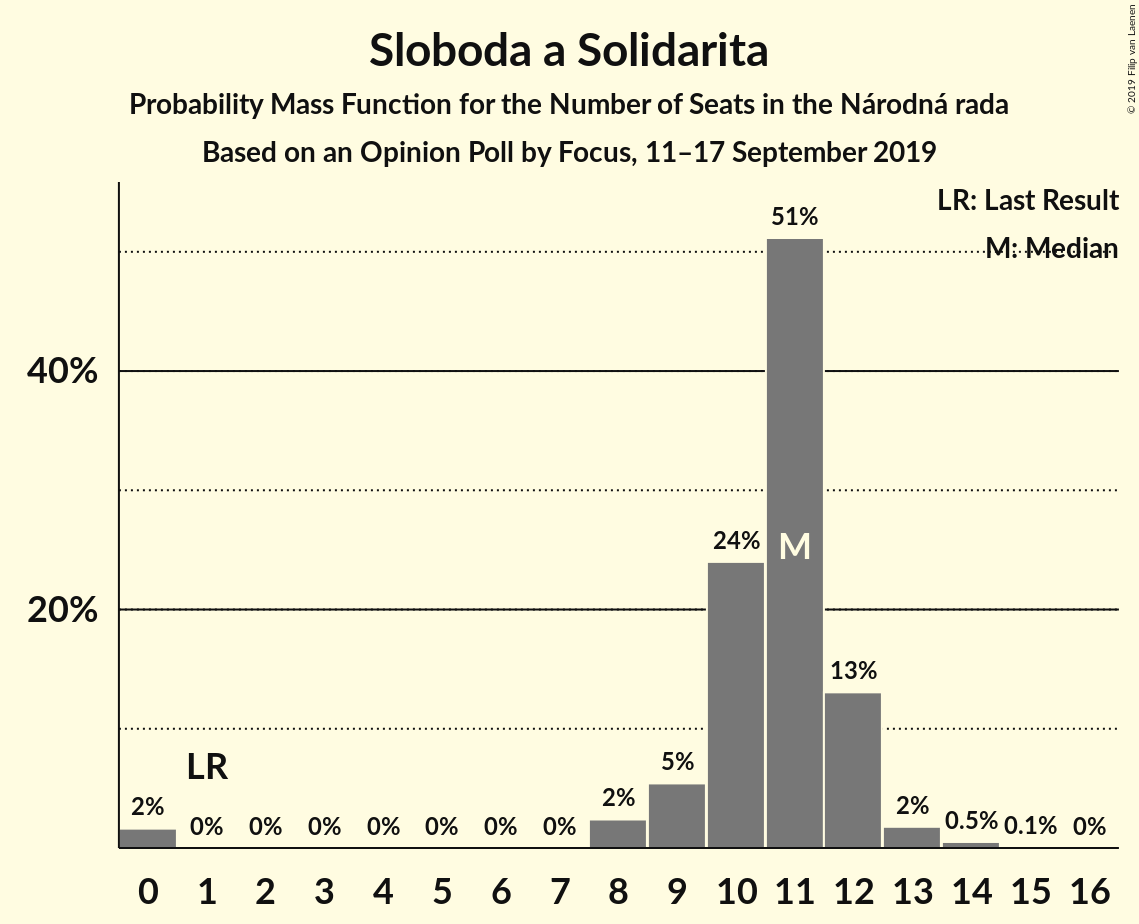 Sloboda a Solidarita
Probability Mass Function for the Number of Seats in the Národná rada
Based on an Opinion Poll by Focus, 11–17 September 2019
© 2019 Filip van Laenen
LR: Last Result
M: Median
51%
40%
24%
M
20%
13%
LR
5%
2%
0%
0%
0%
0%
0%
0%
0%
2%
2%
0.5%
0.1%
0%
0 1 2 3 4 5 6 7 8 9 10 11 12 13 14 15 16